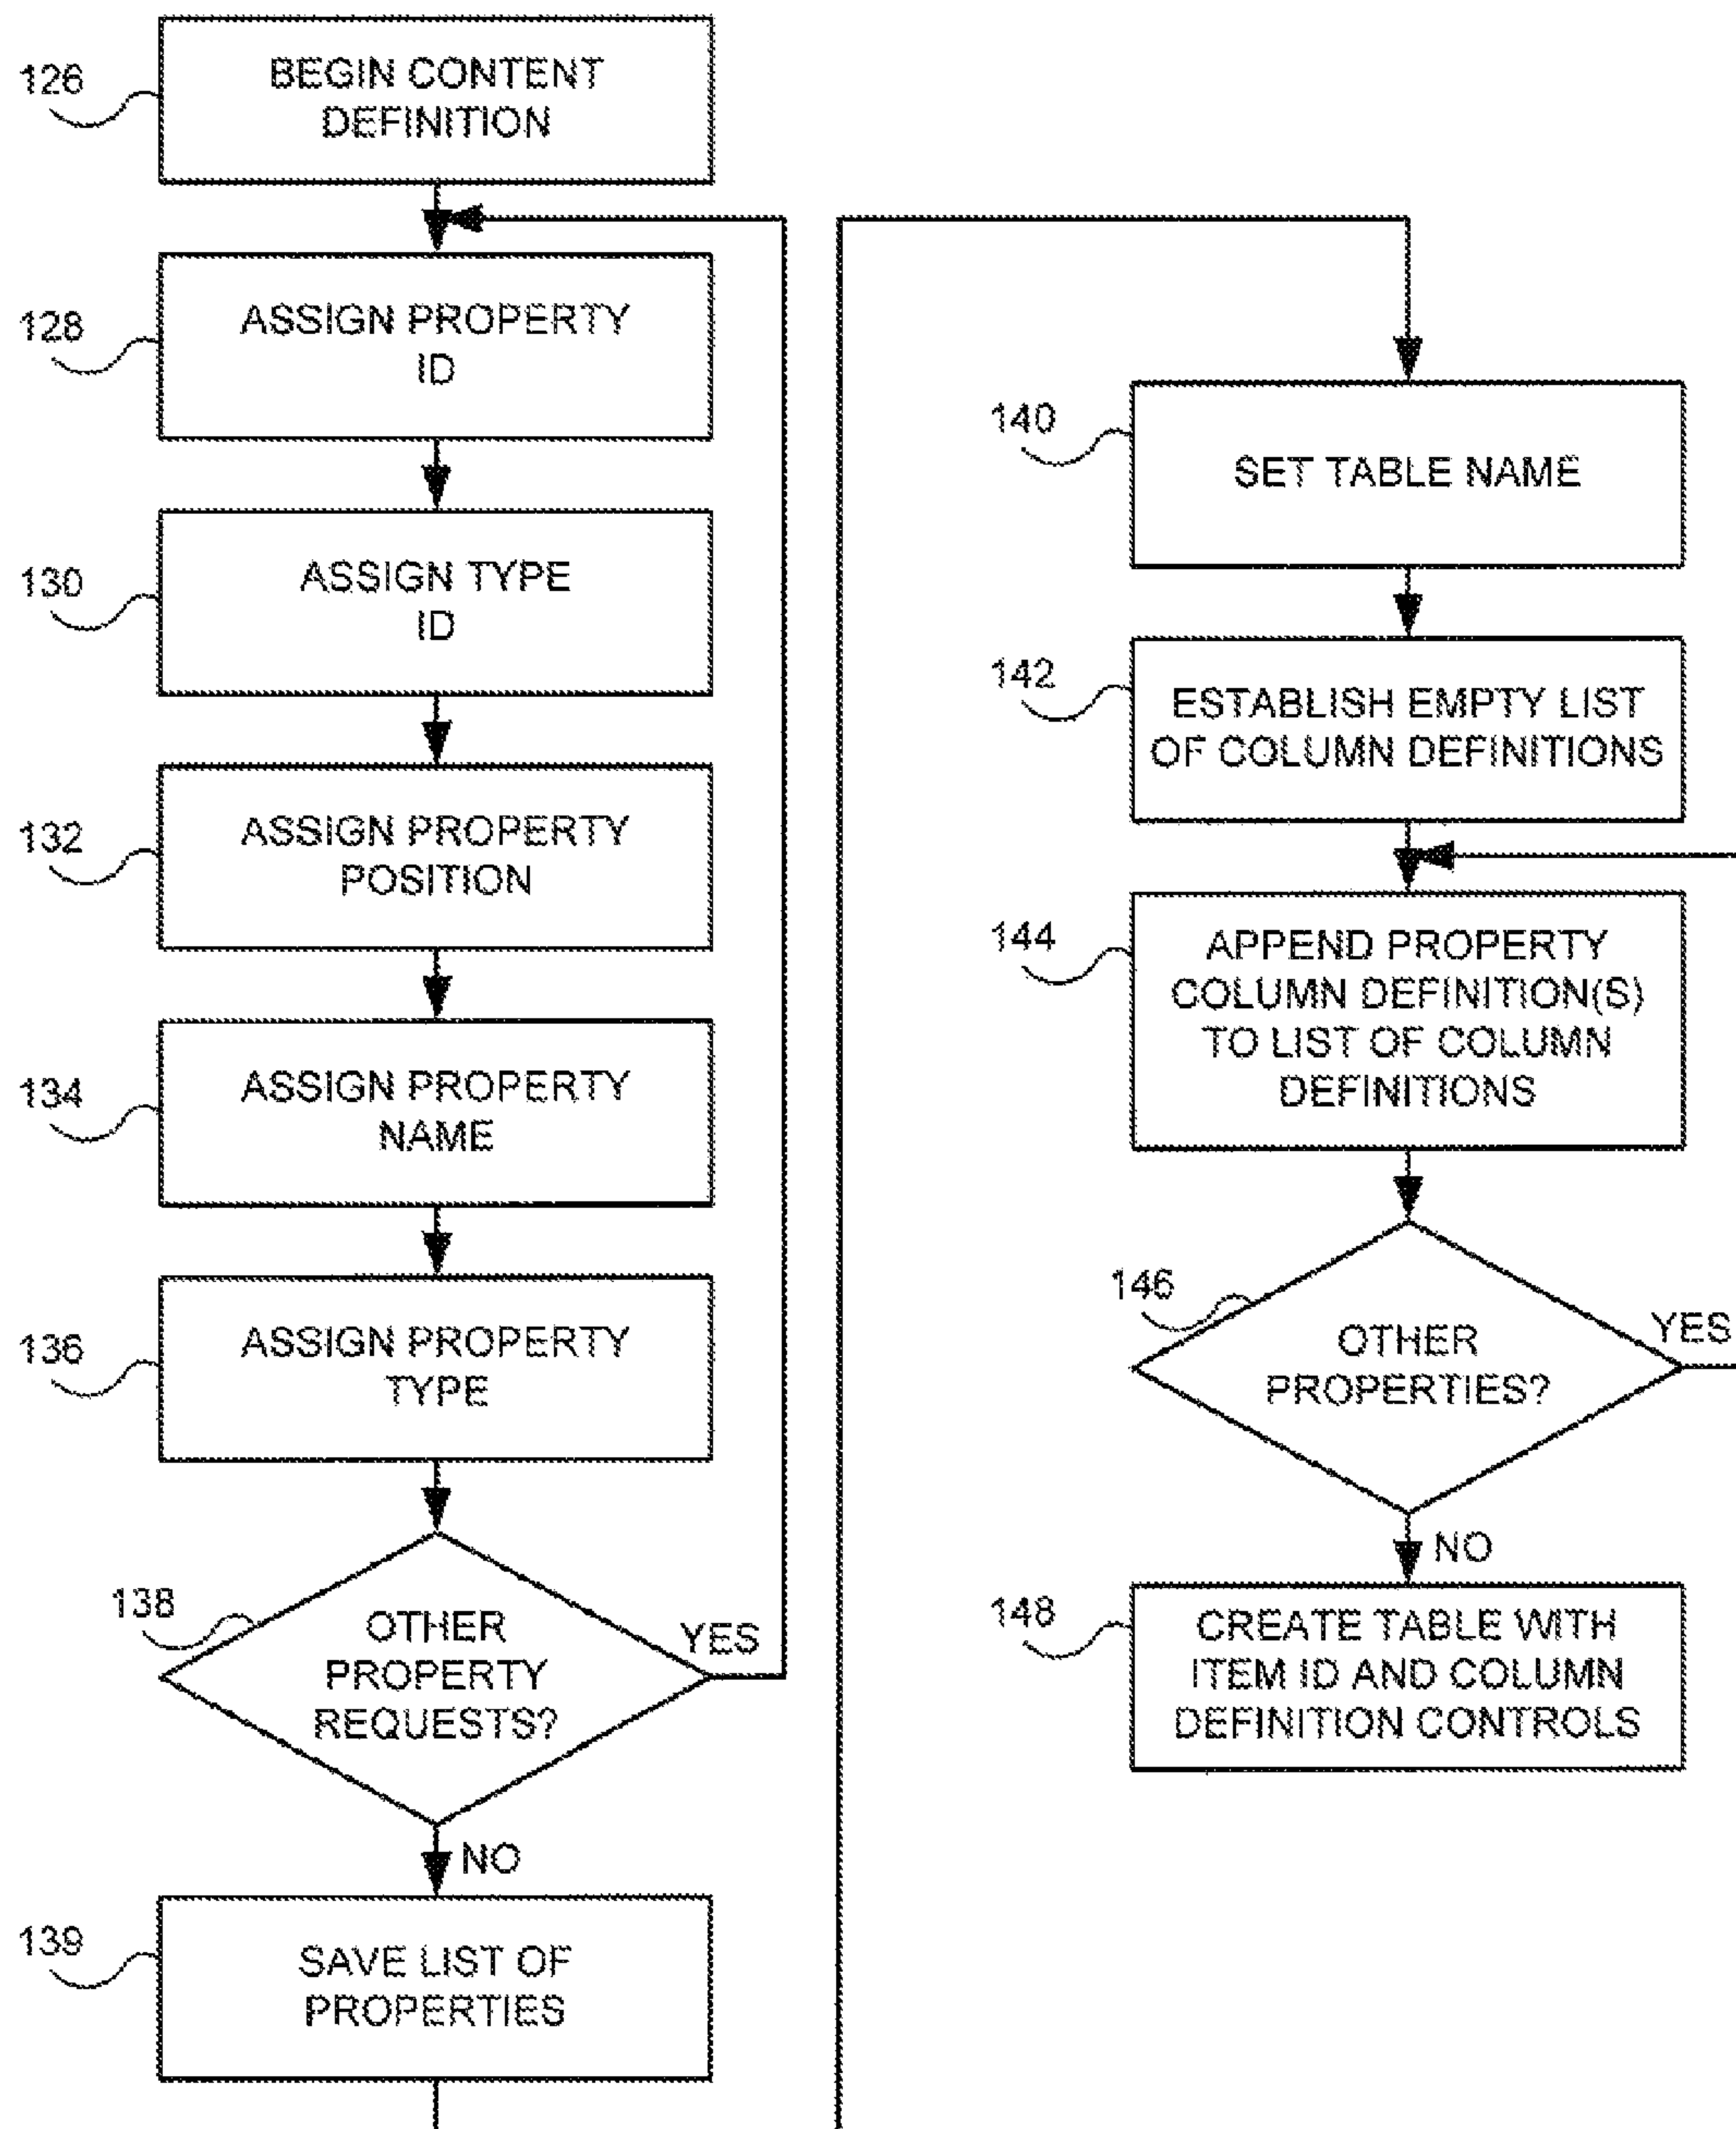 126
BEGIN CONTENT
DEFINITION
128
ASSIGN PROPERTY
ID
130
ASSIGN TYPE
ID
132
ASSIGN PROPERTY
POSITION
134
ASSIGN PROPERTY
NAME
136
ASSIGN PROPERTY
TYPE
138
OTHER
PROPERTY
REQUESTS?
YES
NO
139
SAVE LIST OF
PROPERTIES
140
SET TABLE NAME
142
ESTABLISH EMPTY LIST
OF COLUMN DEFINITIONS
144
APPEND PROPERTY
COLUMN DEFINITION(S)
TO LIST OF COLUMN
DEFINITIONS
146
OTHER
PROPERTIES?
YES
NO
148
CREATE TABLE WITH
ITEM ID AND COLUMN
DEFINITION CONTROLS